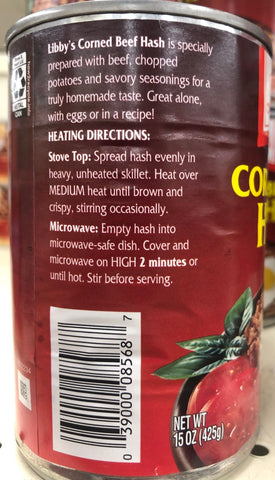 Libby's Corned Beef Hash is specially
prepared with beef, chopped
potatoes and savory seasonings for a
truly homemade taste. Great alone,
with eggs or in a recipe!
HEATING DIRECTIONS:
Stove Top: Spread hash evenly in
heavy, unheated skillet. Heat over
MEDIUM heat until brown and
crispy, stirring occasionally.
Microwave: Empty hash into
microwave-safe dish. Cover and
microwave on HIGH 2 minutes or
until hot. Stir before serving.
0 39000 08568 7
CO
H
NET WT
15 OZ (425g)
METAL
CAN